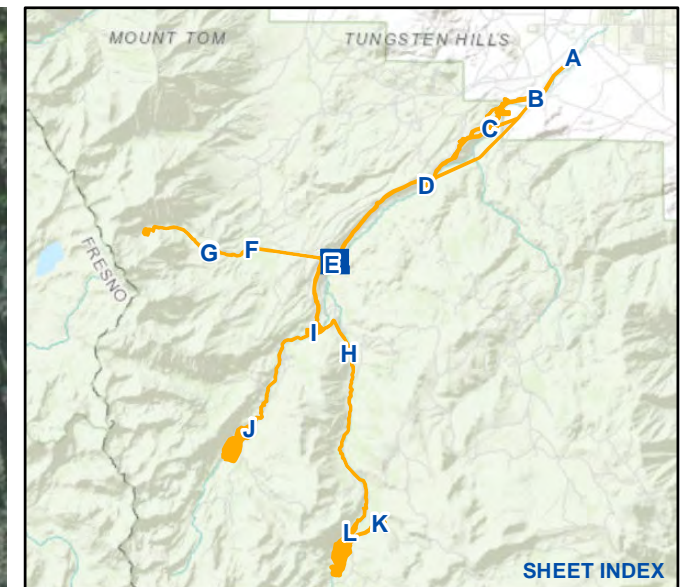 MOUNT TOM
TUNGSTEN HILLS
A
B
C
D
E
F
G
FRESNO
I
H
J
K
L
SHEET INDEX